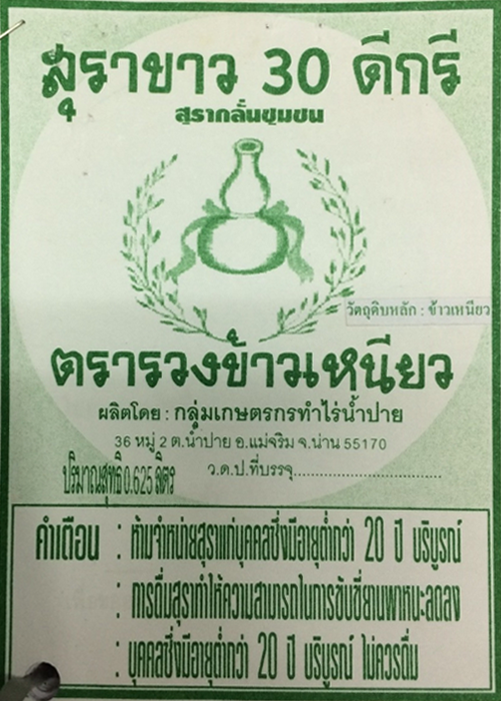 สุราขาว 30 ดีกรี
สุรากลั่นชุมชน
วัตถุดิบหลัก : ข้าวเหนียว
ตรารวงข้าวเหนียว
ผลิตโดย : กลุ่มเกษตรกรทำไร่น้ำปาย
36 หมู่ 2 ต.น้ำปาย อ.แม่จริม จ.น่าน 55170
ปริมาณสุทธิ 0.625 ลิตร
ว.ด.ป.ที่บรรจุ................................
คำเตือน : ห้ามจำหน่ายสุราแก่บุคคลซึ่งมีอายุต่ำกว่า 20 ปี บริบูรณ์
: การดื่มสุราทำให้ความสามารถในการขับขี่ยานพาหนะลดลง
: บุคคลซึ่งมีอายุต่ำกว่า 20 ปี บริบูรณ์ ไม่ควรดื่ม